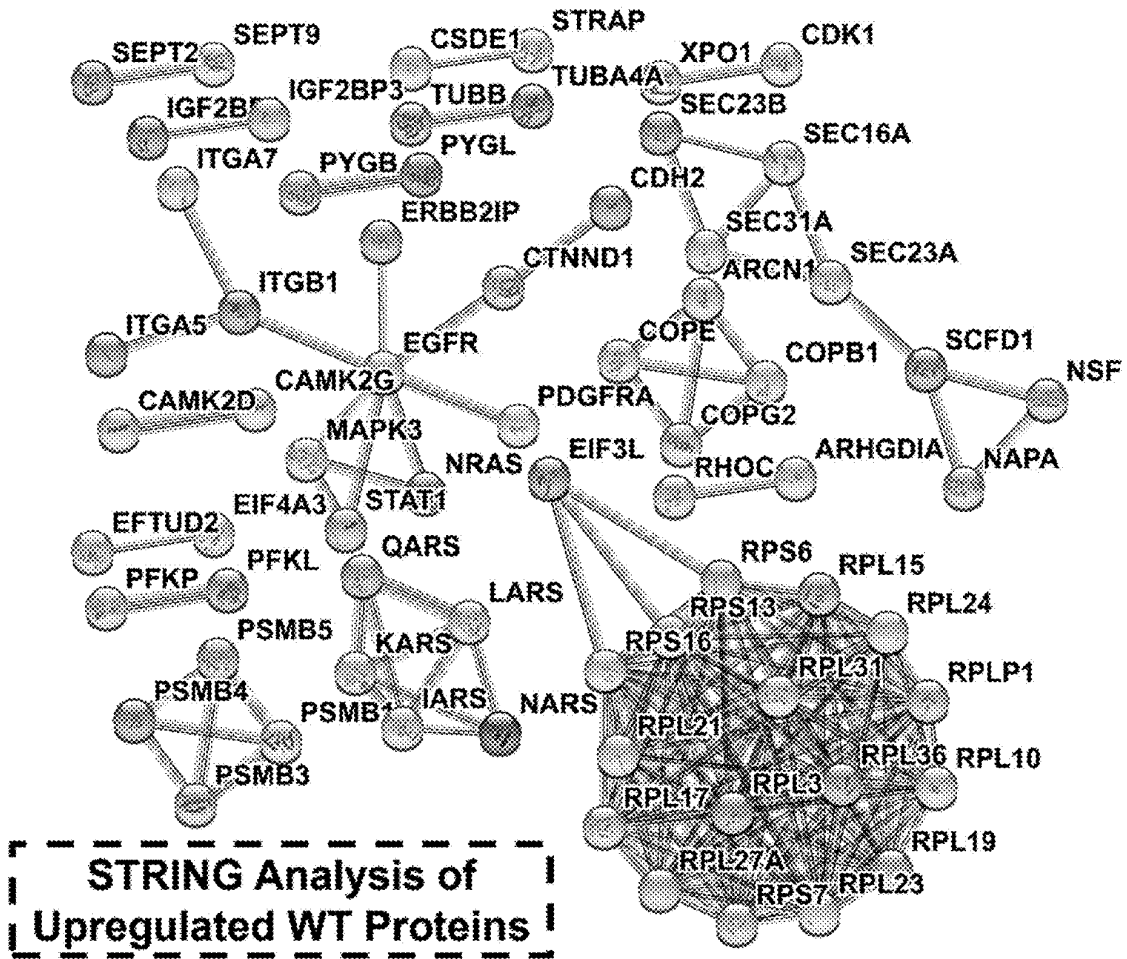 STRAP
SEPT9
CSDE1
CDK1
SEPT2
XPO1
TUBA4A
IGF2BP3
TUBB
SEC23B
SEC16A
PYGL
ITGA7
PYGB
CDH2
ERBB2IP
SEC31A
CTNND1
SEC23A
ARCN1
ITGB1
ITGA5
EGFR
COPE
COPB1
SCFD1
NSF
CAMK2G
CAMK2D
PDGFRA
COPG2
MAPK3
EIF3L
ARHGDIA
NRAS
RHOC
NAPA
EIF4A3
STAT1
EFTUD2
QARS
RPS6
PFKL
RPL15
PFKP
LARS
RPS13
RPL24
PSMB5
KARS
RPS16
RPL31
RPLP1
PSMB4
IARS
NARS
PSMB1
RPL21
RPL36
RPL10
PSMB3
RPL3
RPL17
RPL19
RPL27A
RPL23
RPS7
STRING Analysis of
Upregulated WT Proteins